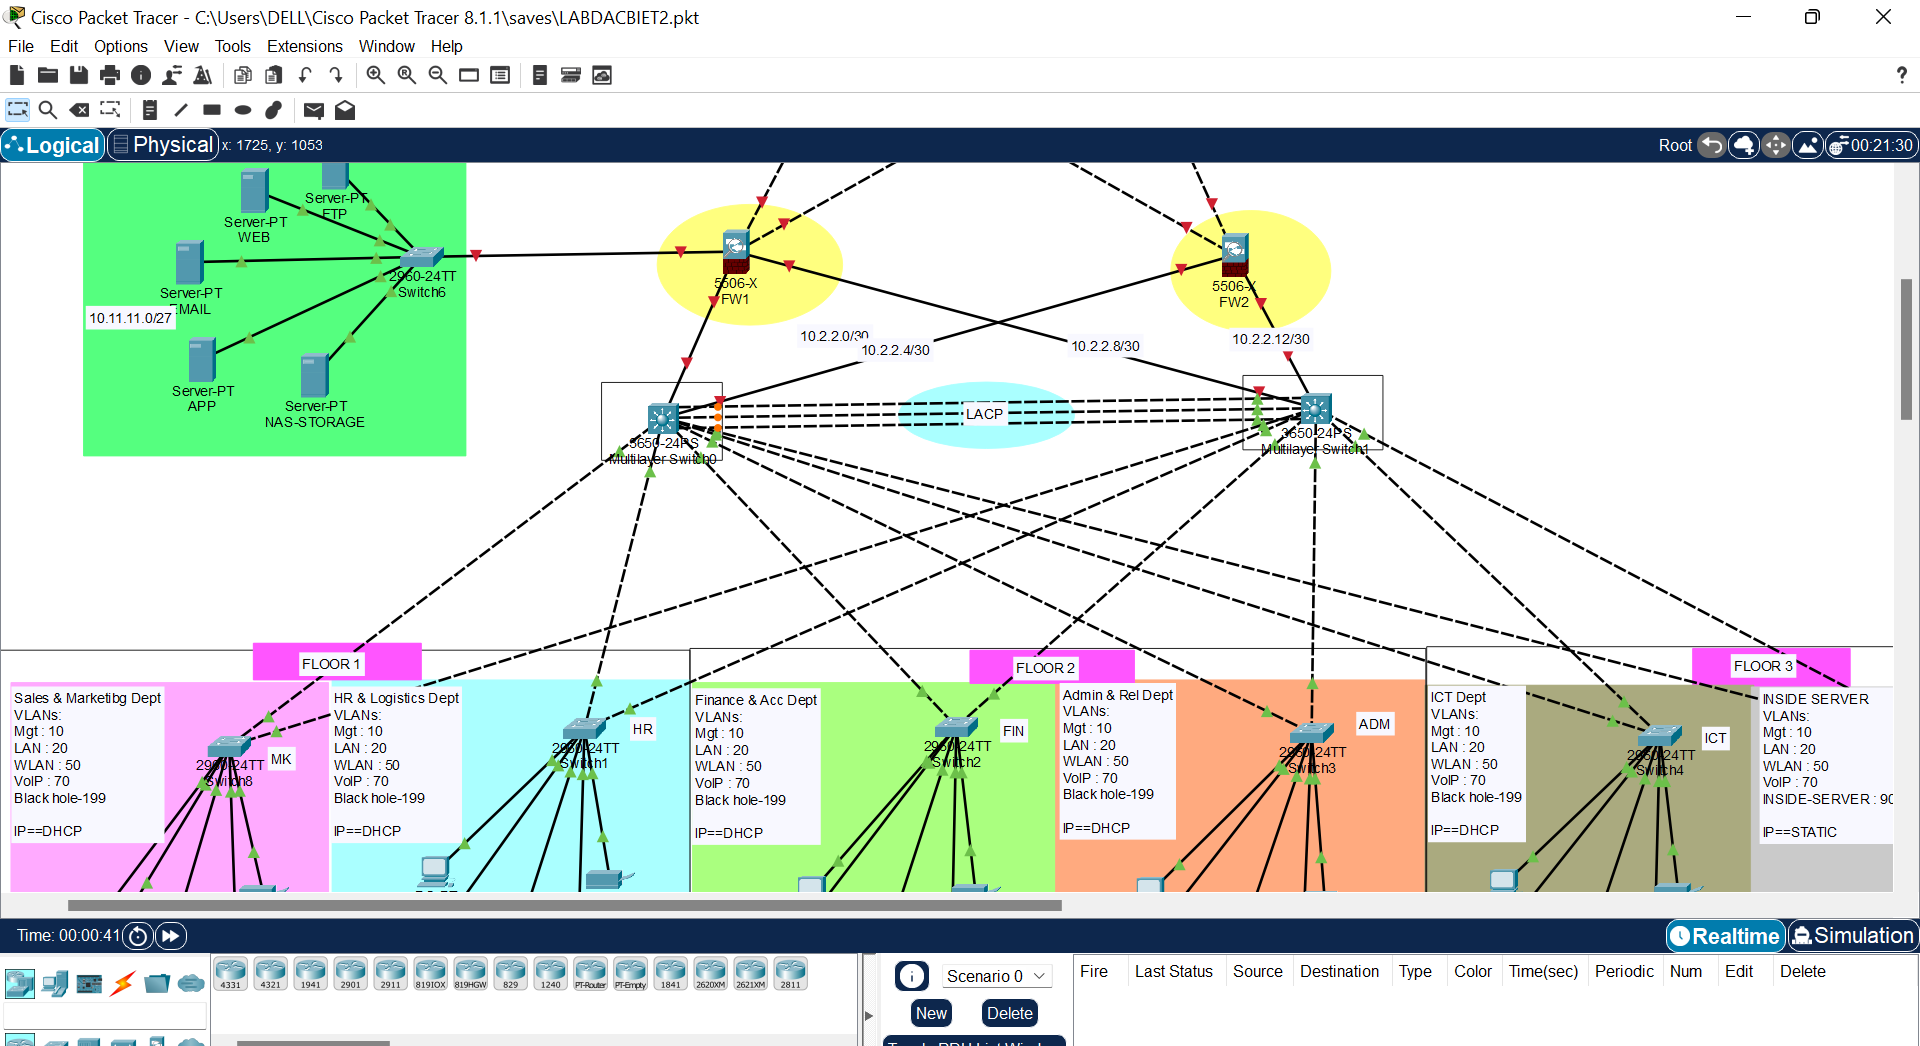 Cisco Packet Tracer - C:\Users\DELL\Cisco Packet Tracer 8.1.1\saves\LABDACBIET2.pkt
File Edit Options View Tools Extensions Window Help
?
Logical Physical x: 1725, y: 1053 Root 00:21:30
Server-PT
FTP
Server-PT
WEB
Server-PT
EMAIL
10.11.11.0/27
Server-PT
APP
Server-PT
NAS-STORAGE
2960-24TT
Switch6
5506-X
FW1
5506-X
FW2
10.2.2.0/30
10.2.2.4/30
10.2.2.8/30
10.2.2.12/30
LACP
3650-24PS
Multilayer Switch0
3650-24PS
Multilayer Switch1
FLOOR 1
FLOOR 2
FLOOR 3
Sales & Marketibg Dept
VLANs:
Mgt : 10
LAN : 20
WLAN : 50
VoIP : 70
Black hole-199
IP==DHCP
2960-24TT
Switch8
MK
HR & Logistics Dept
VLANs:
Mgt : 10
LAN : 20
WLAN : 50
VoIP : 70
Black hole-199
IP==DHCP
2960-24TT
Switch1
HR
Finance & Acc Dept
VLANs:
Mgt : 10
LAN : 20
WLAN : 50
VoIP : 70
Black hole-199
IP==DHCP
2960-24TT
Switch2
FIN
Admin & Rel Dept
VLANs:
Mgt : 10
LAN : 20
WLAN : 50
VoIP : 70
Black hole-199
IP==DHCP
2960-24TT
Switch3
ADM
ICT Dept
VLANs:
Mgt : 10
LAN : 20
WLAN : 50
VoIP : 70
Black hole-199
IP==DHCP
2960-24TT
Switch4
ICT
INSIDE SERVER
VLANs:
Mgt : 10
LAN : 20
WLAN : 50
VoIP : 70
INSIDE-SERVER : 90
IP==STATIC
Time: 00:00:41 Realtime Simulation
4331 4321 1941 2901 2911 819IOX 819HGW 829 1240 PT-Router PT-Empty 1841 2620XM 2621XM 2811
Scenario 0
New Delete
Fire Last Status Source Destination Type Color Time(sec) Periodic Num Edit Delete